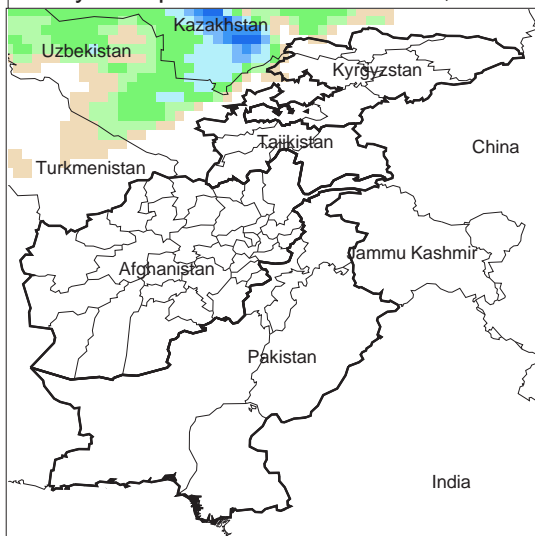 Kazakhstan
Uzbekistan
Kyrgyzstan
Tajikistan
China
Turkmenistan
Jammu Kashmir
Afghanistan
Pakistan
India